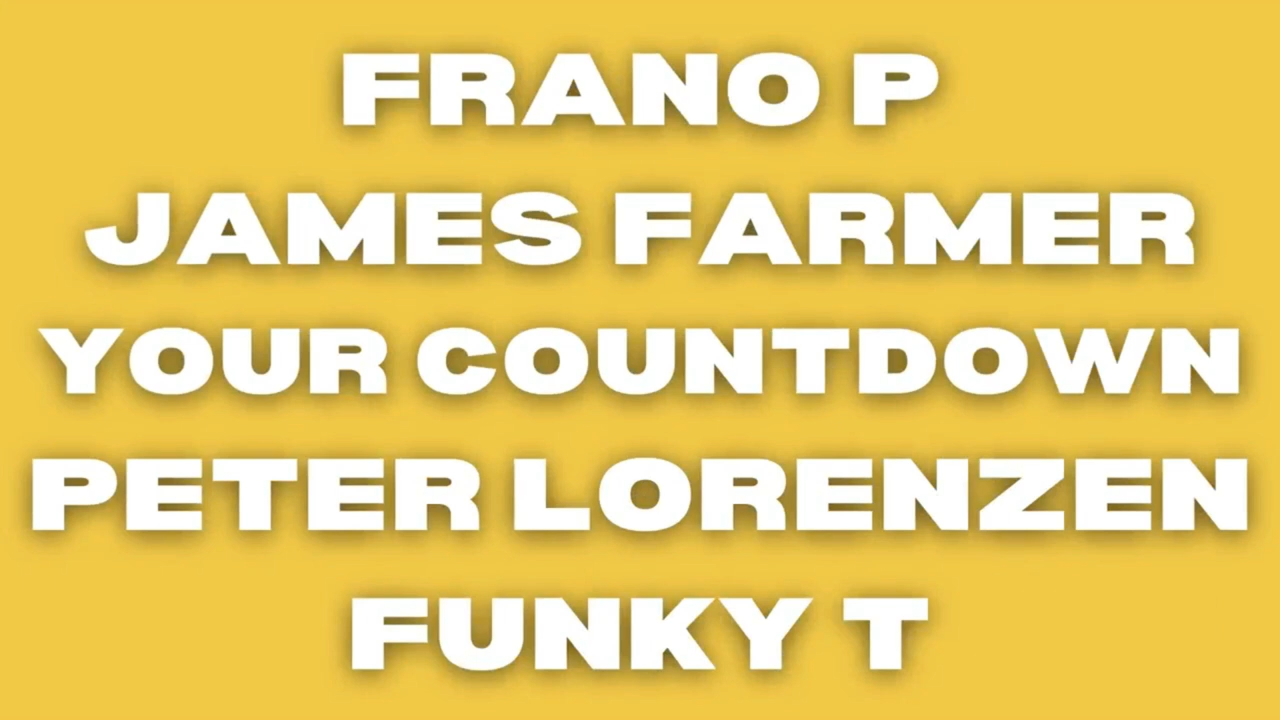 FRANO P
JAMES FARMER
YOUR COUNTDOWN
PETER LORENZEN
FUNKY T